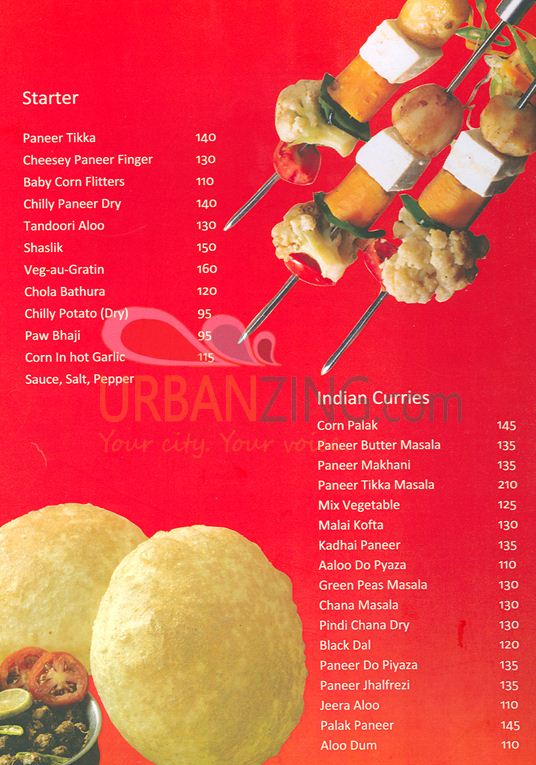 Starter
Paneer Tikka 140
Cheesey Paneer Finger 130
Baby Corn Flitters 110
Chilly Paneer Dry 140
Tandoori Aloo 130
Shaslik 150
Veg-au-Gratin 160
Chola Bathura 120
Chilly Potato (Dry) 95
Paw Bhaji 95
Corn In hot Garlic 115
Sauce, Salt, Pepper
URBANZING.com
Your city. Your voice
Indian Curries
Corn Palak 145
Paneer Butter Masala 135
Paneer Makhani 135
Paneer Tikka Masala 210
Mix Vegetable 125
Malai Kofta 130
Kadhai Paneer 135
Aaloo Do Pyaza 110
Green Peas Masala 130
Chana Masala 130
Pindi Chana Dry 130
Black Dal 120
Paneer Do Piyaza 135
Paneer Jhalfrezi 135
Jeera Aloo 110
Palak Paneer 145
Aloo Dum 110